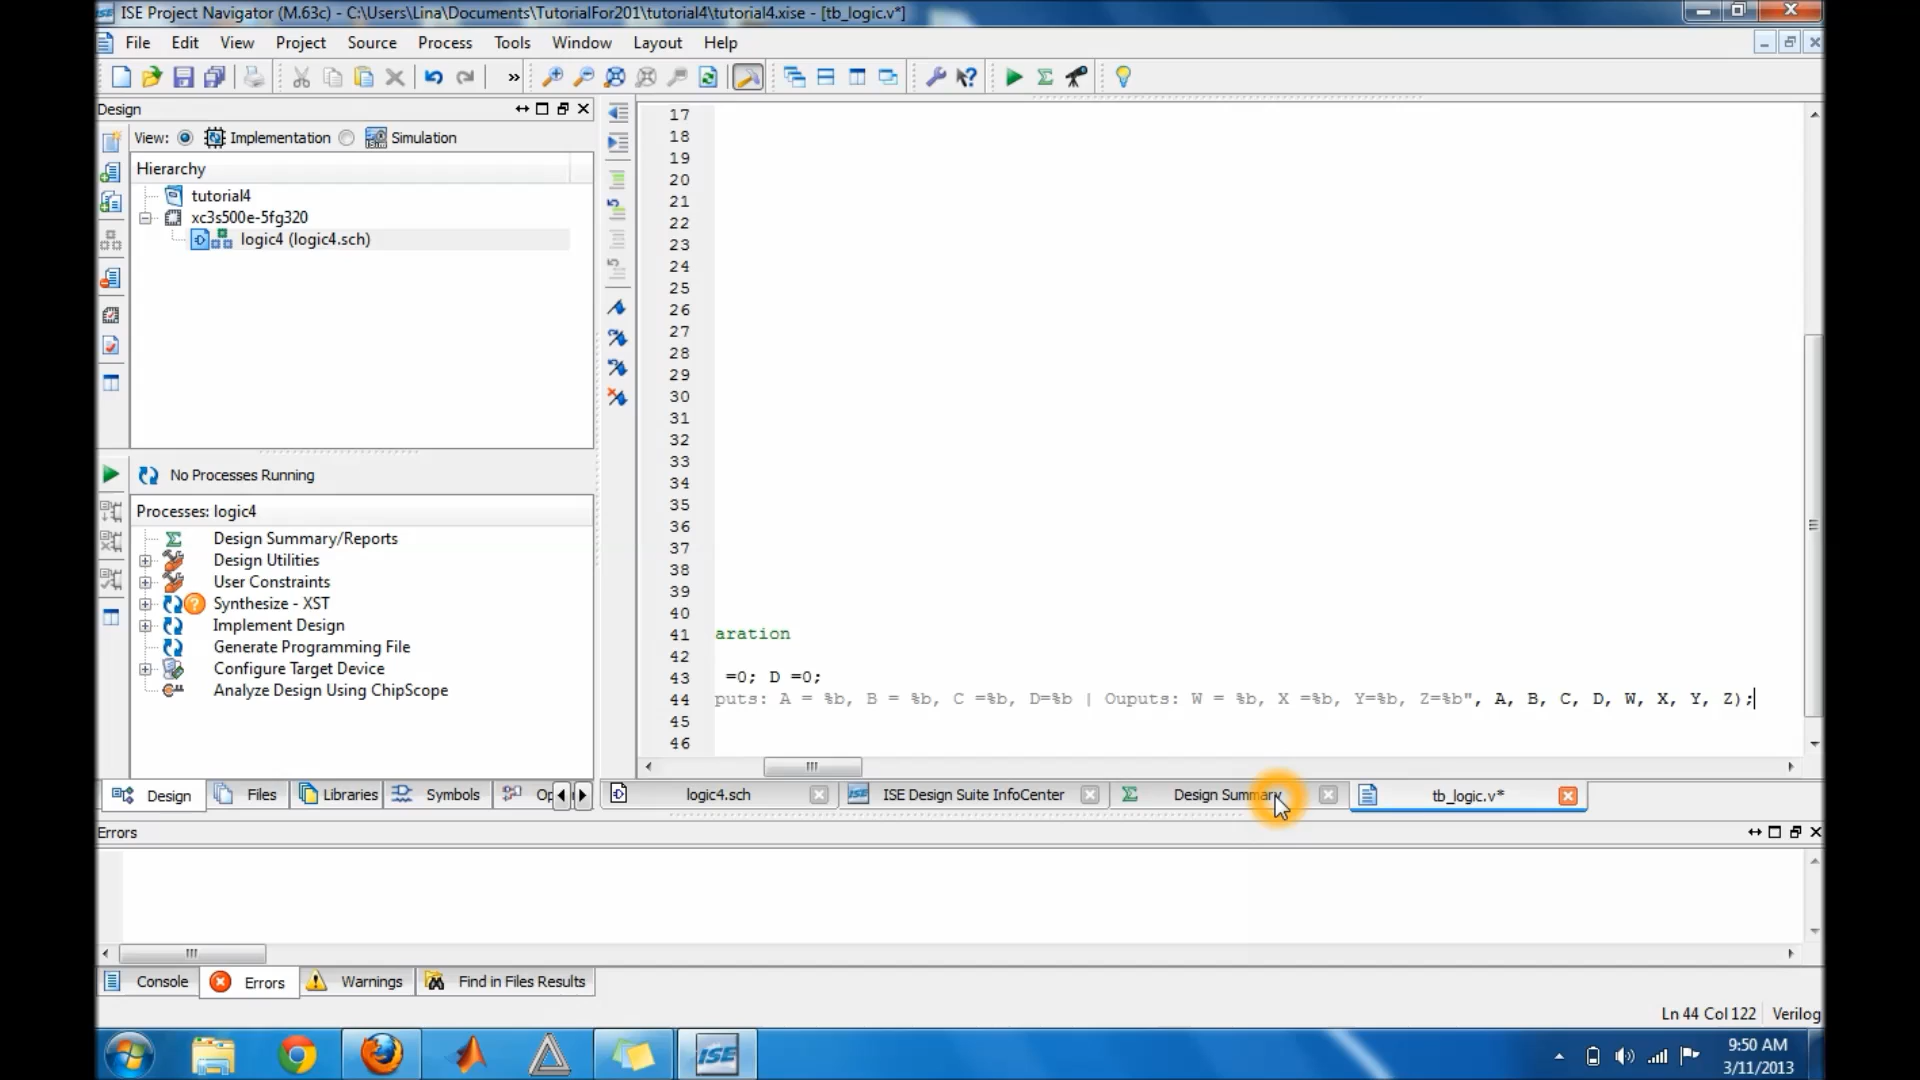 ISE Project Navigator (M.63c) - C:\Users\Lina\Documents\TutorialFor201\tutorial4\tutorial4.xise - [tb_logic.v*]
File Edit View Project Source Process Tools Window Layout Help
Design
View: Implementation Simulation
Hierarchy
tutorial4
xc3s500e-5fg320
logic4 (logic4.sch)
No Processes Running
Processes: logic4
Design Summary/Reports
Design Utilities
User Constraints
Synthesize - XST
Implement Design
Generate Programming File
Configure Target Device
Analyze Design Using ChipScope
17
18
19
20
21
22
23
24
25
26
27
28
29
30
31
32
33
34
35
36
37
38
39
40
41 aration
42
43 =0; D =0;
44 puts: A = %b, B = %b, C =%b, D=%b | Ouputs: W = %b, X =%b, Y=%b, Z=%b", A, B, C, D, W, X, Y, Z);
45
46
Design Files Libraries Symbols Op
logic4.sch ISE Design Suite InfoCenter Design Summary tb_logic.v*
Errors
Console Errors Warnings Find in Files Results
Ln 44 Col 122 Verilog
ISE
9:50 AM
3/11/2013